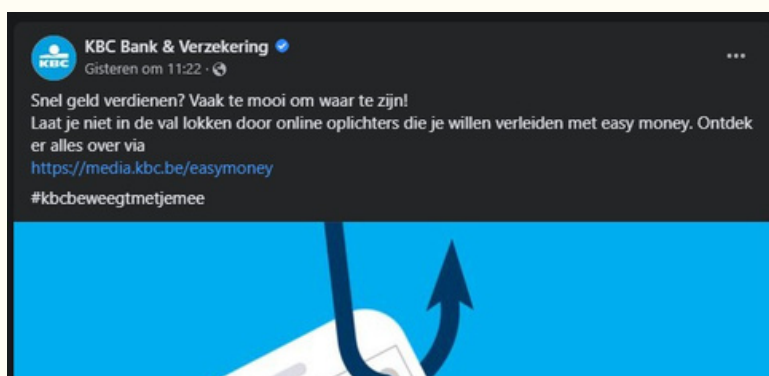 KBC Bank & Verzekering
KBC
Gisteren om 11:22 ·
Snel geld verdienen? Vaak te mooi om waar te zijn!
Laat je niet in de val lokken door online oplichters die je willen verleiden met easy money. Ontdek
er alles over via
https://media.kbc.be/easymoney
#kbcbeweegtmetjemee